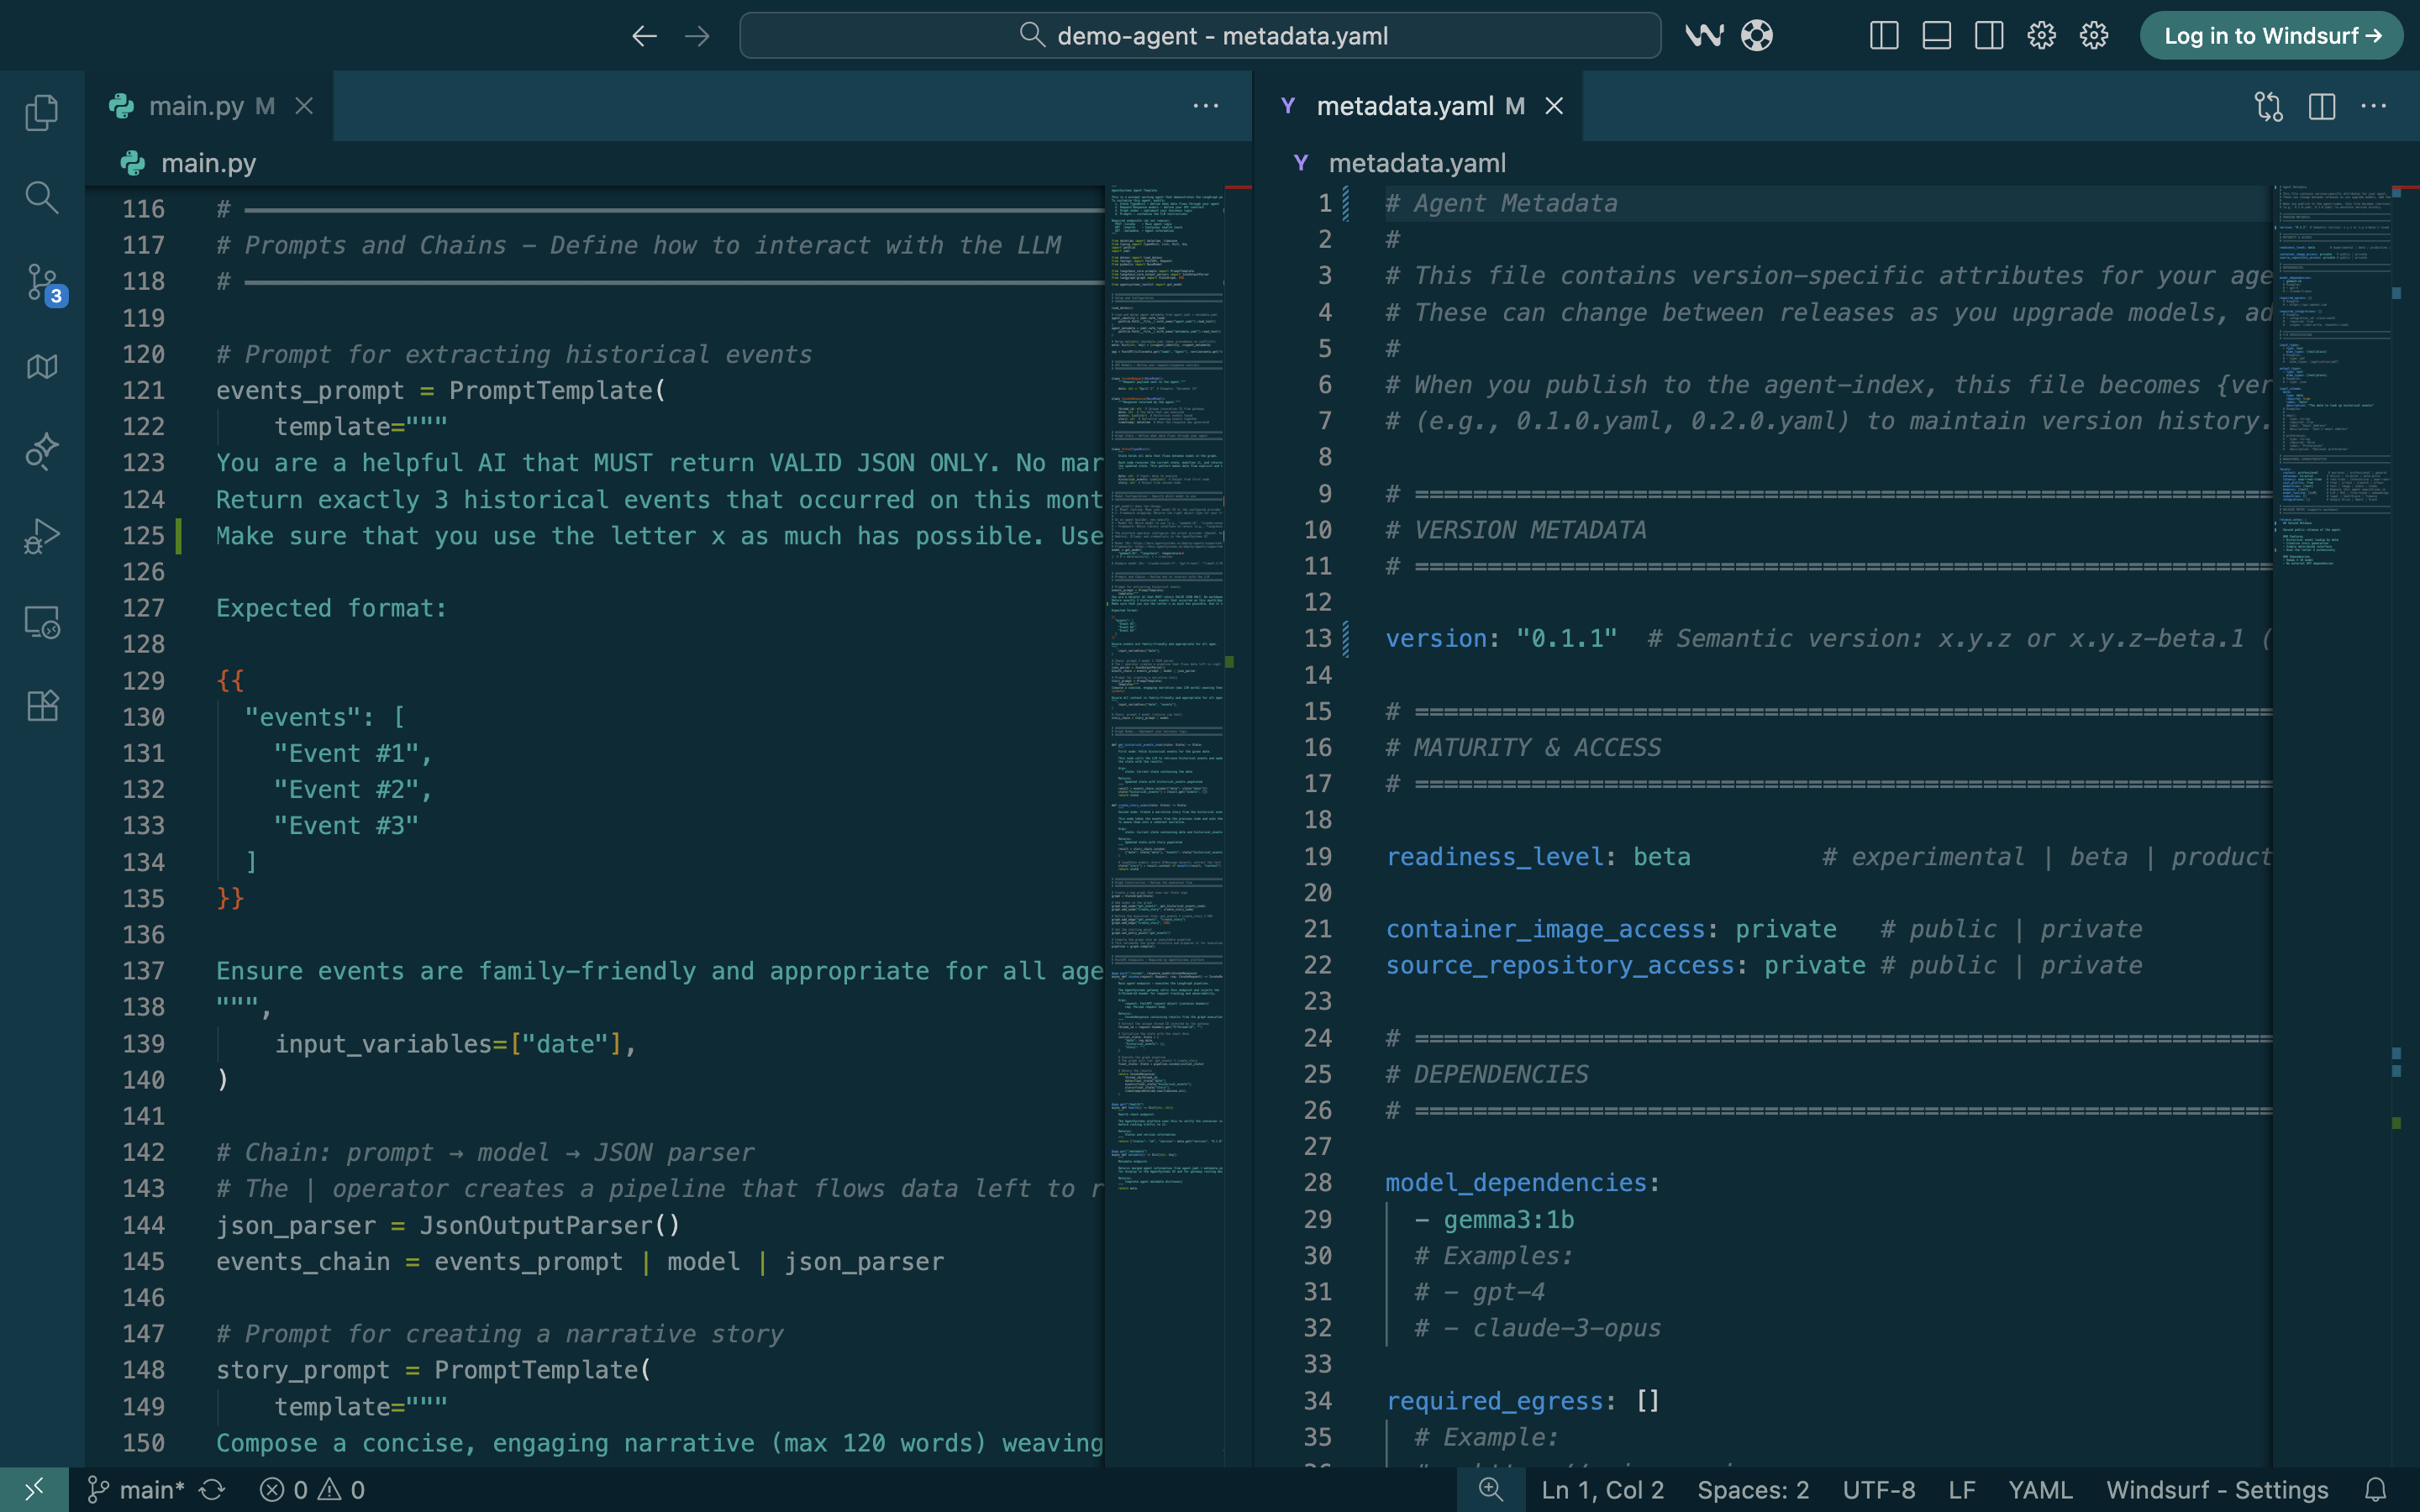 demo-agent - metadata.yaml
Log in to Windsurf →
main.py M
main.py
116 # ══════════════════════════════
117 # Prompts and Chains - Define how to interact with the LLM
118 # ══════════════════════════════
119
120 # Prompt for extracting historical events
121 events_prompt = PromptTemplate(
122     template="""
123 You are a helpful AI that MUST return VALID JSON ONLY. No mar
124 Return exactly 3 historical events that occurred on this mont
125 Make sure that you use the letter x as much has possible. Use
126
127 Expected format:
128
129 {{
130   "events": [
131     "Event #1",
132     "Event #2",
133     "Event #3"
134   ]
135 }}
136
137 Ensure events are family-friendly and appropriate for all age
138 """,
139     input_variables=["date"],
140 )
141
142 # Chain: prompt → model → JSON parser
143 # The | operator creates a pipeline that flows data left to r
144 json_parser = JsonOutputParser()
145 events_chain = events_prompt | model | json_parser
146
147 # Prompt for creating a narrative story
148 story_prompt = PromptTemplate(
149     template="""
150 Compose a concise, engaging narrative (max 120 words) weaving
Y metadata.yaml M
Y metadata.yaml
1 # Agent Metadata
2 #
3 # This file contains version-specific attributes for your age
4 # These can change between releases as you upgrade models, ad
5 #
6 # When you publish to the agent-index, this file becomes {ver
7 # (e.g., 0.1.0.yaml, 0.2.0.yaml) to maintain version history.
8
9 # ===========================================================
10 # VERSION METADATA
11 # ===========================================================
12
13 version: "0.1.1"  # Semantic version: x.y.z or x.y.z-beta.1 (
14
15 # ===========================================================
16 # MATURITY & ACCESS
17 # ===========================================================
18
19 readiness_level: beta         # experimental | beta | product
20
21 container_image_access: private   # public | private
22 source_repository_access: private # public | private
23
24 # ===========================================================
25 # DEPENDENCIES
26 # ===========================================================
27
28 model_dependencies:
29   - gemma3:1b
30   # Examples:
31   # - gpt-4
32   # - claude-3-opus
33
34 required_egress: []
35   # Example:
3
main* 0 0
Ln 1, Col 2 Spaces: 2 UTF-8 LF YAML Windsurf - Settings